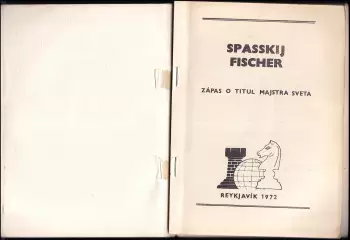 SPASSKIJ
FISCHER
ZÁPAS O TITUL MAJSTRA SVETA
REYKJAVÍK 1972